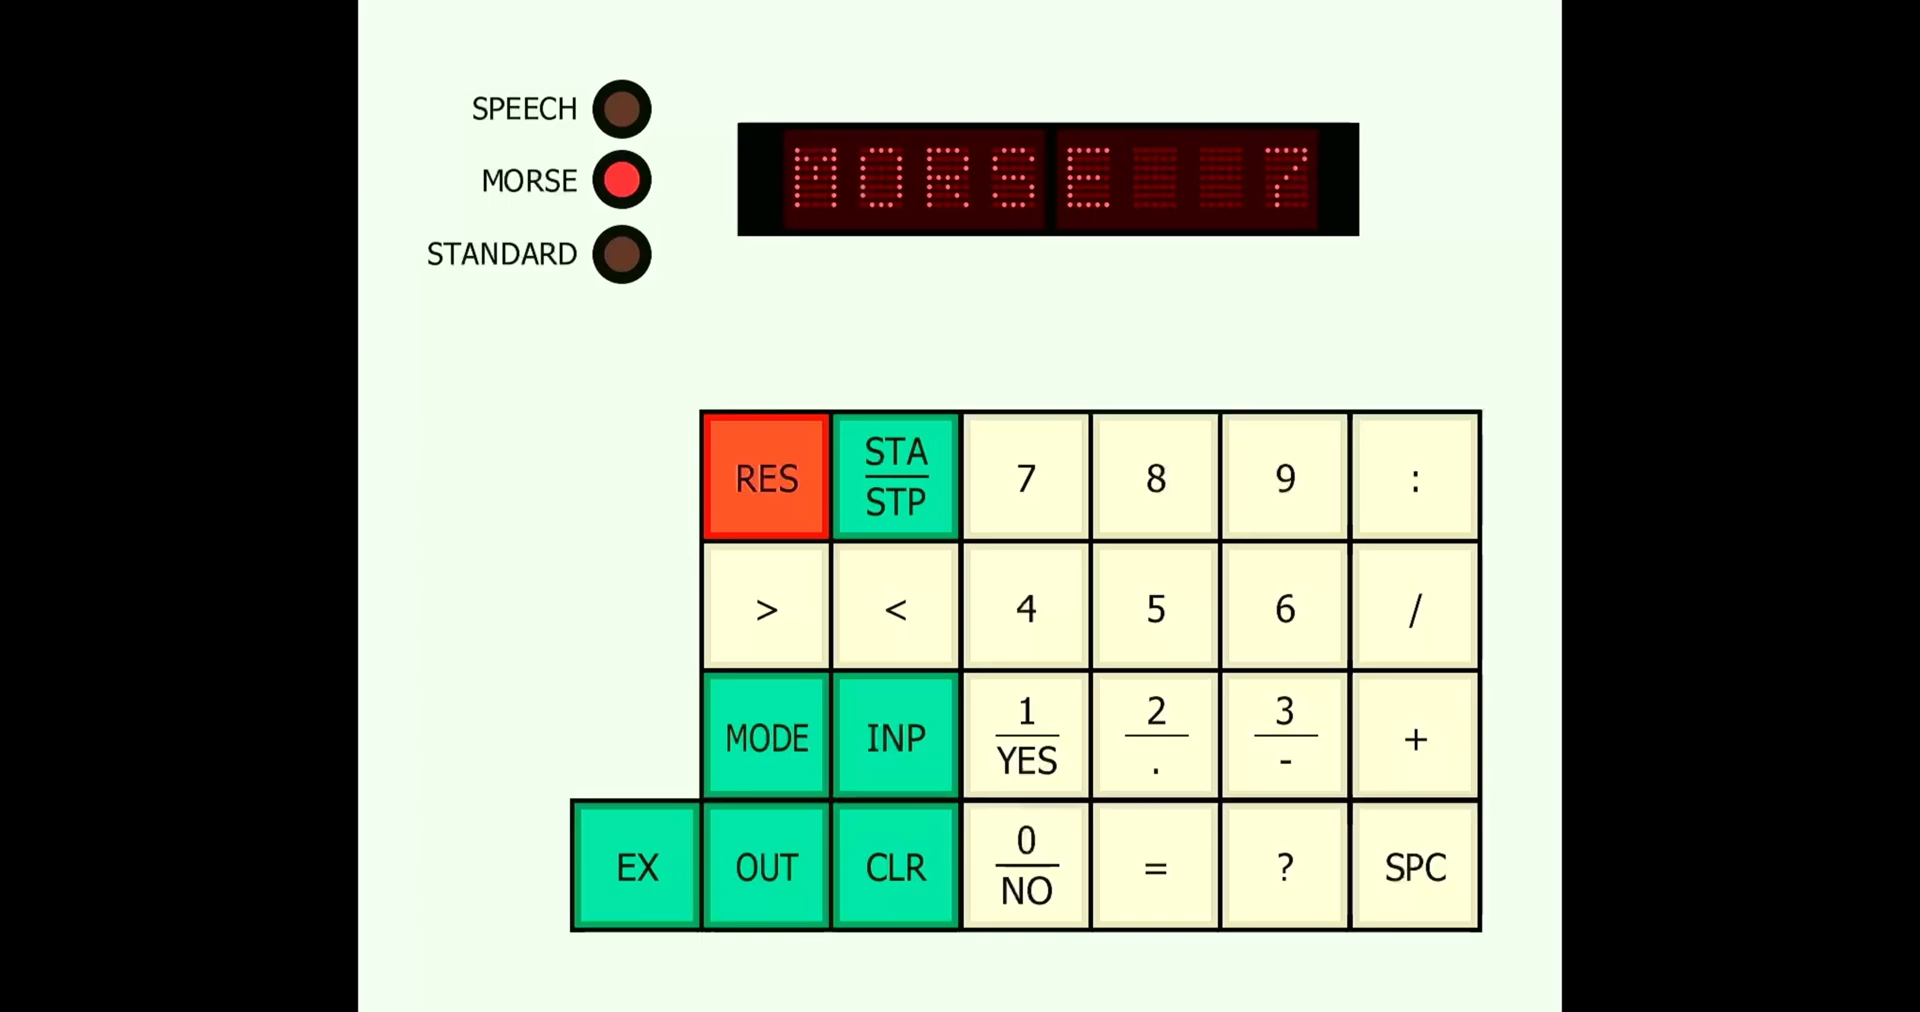 SPEECH
MORSE
STANDARD
MORSE  ?
RES
STA
STP
7
8
9
:
>
<
4
5
6
/
MODE
INP
1
YES
2
.
3
-
+
EX
OUT
CLR
0
NO
=
?
SPC